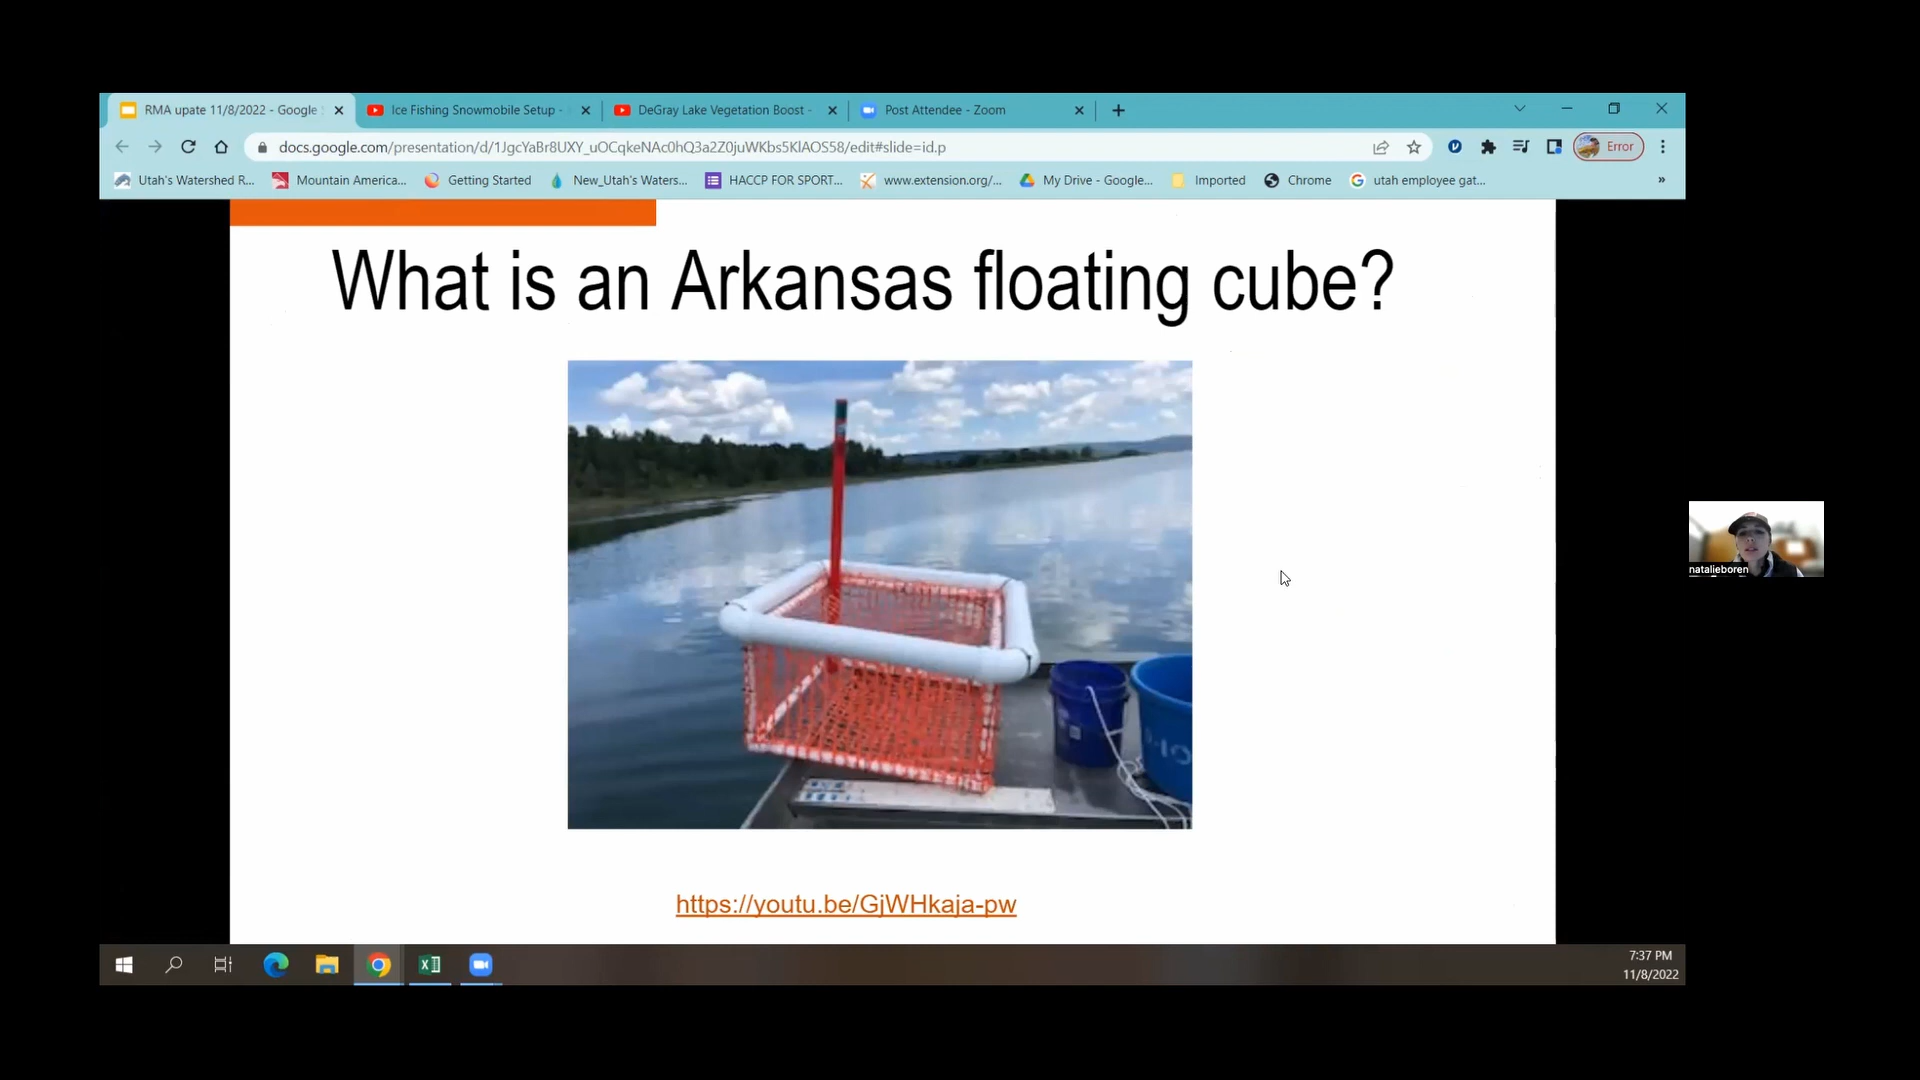 RMA upate 11/8/2022 - Google
Ice Fishing Snowmobile Setup -
DeGray Lake Vegetation Boost -
Post Attendee - Zoom
docs.google.com/presentation/d/1JgcYaBr8UXY_uOCqkeNAc0hQ3a2Z0juWKbs5KlAOS58/edit#slide=id.p
Error
Utah's Watershed R...
Mountain America...
Getting Started
New_Utah's Waters...
HACCP FOR SPORT...
www.extension.org/...
My Drive - Google...
Imported
Chrome
utah employee gat...
What is an Arkansas floating cube?
https://youtu.be/GjWHkaja-pw
natalieboren
7:37 PM
11/8/2022